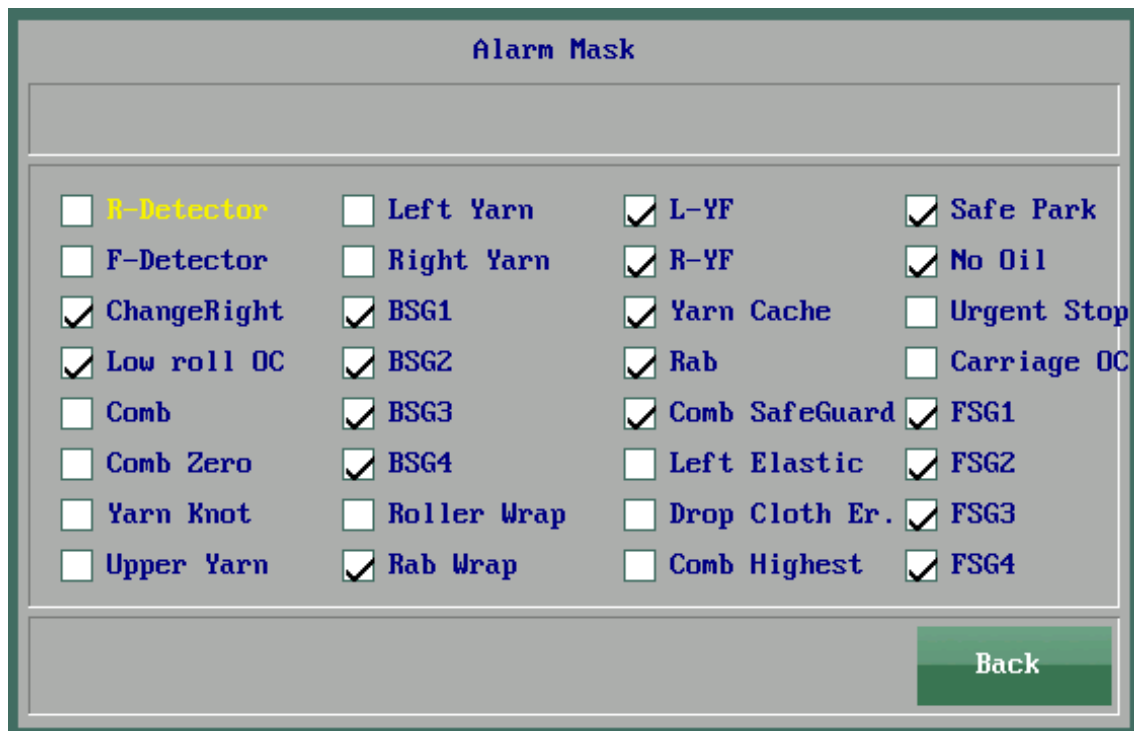 Alarm Mask
R-Detector Left Yarn L-YF Safe Park
F-Detector Right Yarn R-YF No Oil
ChangeRight BSG1 Yarn Cache Urgent Stop
Low roll OC BSG2 Rab Carriage OC
Comb BSG3 Comb SafeGuard FSG1
Comb Zero BSG4 Left Elastic FSG2
Yarn Knot Roller Wrap Drop Cloth Er. FSG3
Upper Yarn Rab Wrap Comb Highest FSG4
Back